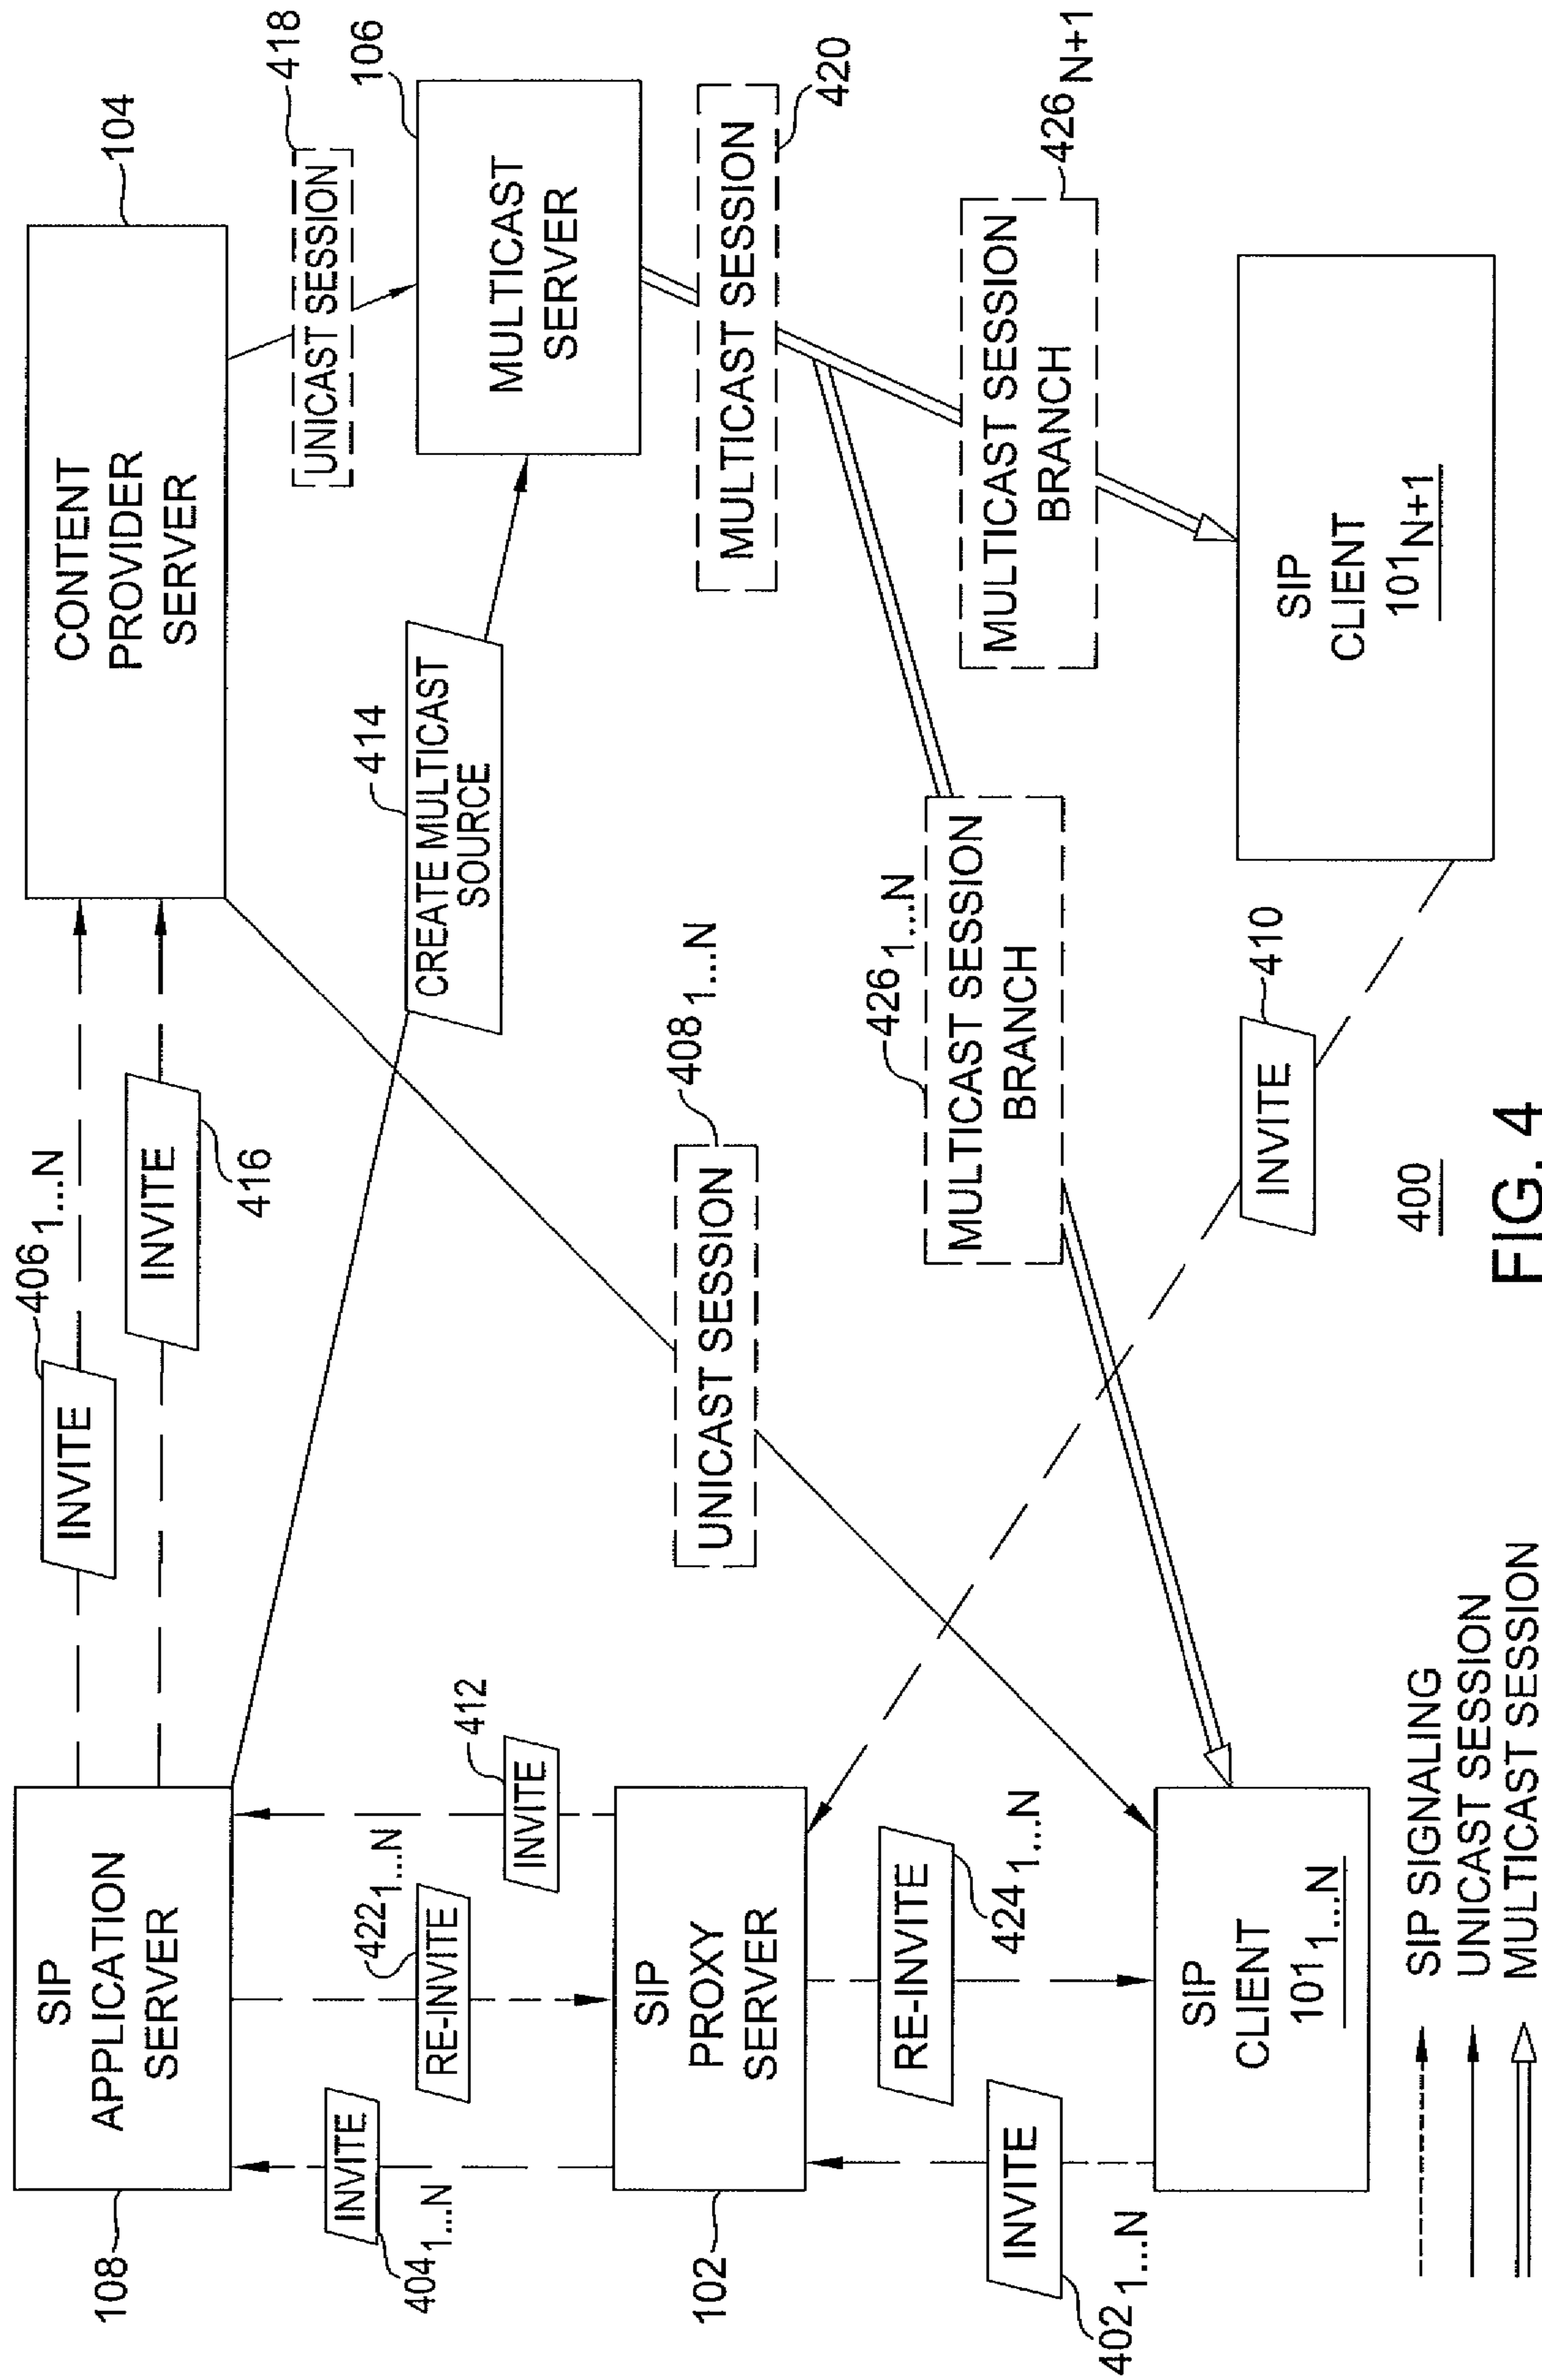 108
SIP
APPLICATION
SERVER
INVITE
406 1...N
INVITE
416
CONTENT
PROVIDER
SERVER
104
INVITE
404 1...N
RE-INVITE
422 1...N
INVITE
412
CREATE MULTICAST
SOURCE
414
UNICAST SESSION
418
MULTICAST
SERVER
106
102
SIP
PROXY
SERVER
UNICAST SESSION
408 1...N
MULTICAST SESSION
420
INVITE
402 1...N
RE-INVITE
424 1...N
MULTICAST SESSION
BRANCH
426 1...N
MULTICAST SESSION
BRANCH
426 N+1
SIP
CLIENT
101 1...N
INVITE
410
SIP
CLIENT
101 N+1
SIP SIGNALING
UNICAST SESSION
MULTICAST SESSION
400
FIG. 4